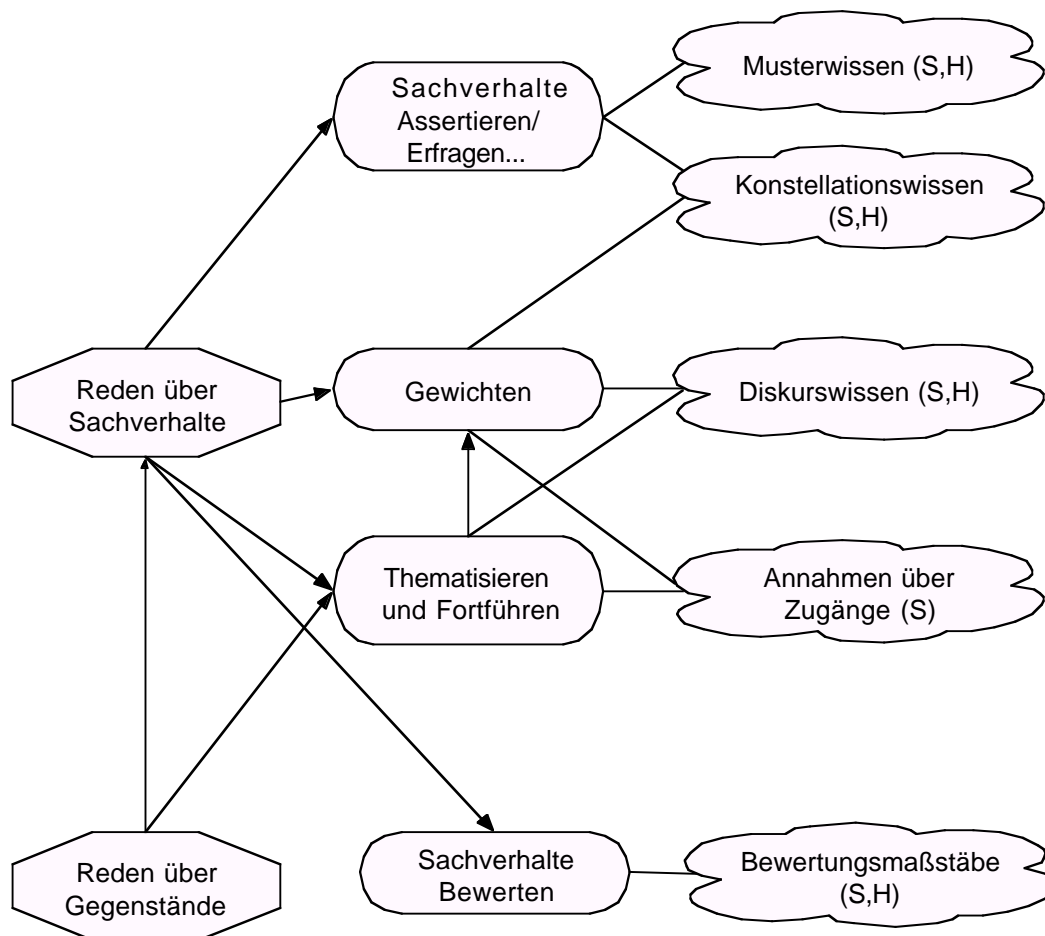 Sachverhalte
Assertieren/
Erfragen...
Musterwissen (S,H)
Konstellationswissen
(S,H)
Reden über
Sachverhalte
Gewichten
Diskurswissen (S,H)
Thematisieren
und Fortführen
Annahmen über
Zugänge (S)
Reden über
Gegenstände
Sachverhalte
Bewerten
Bewertungsmaßstäbe
(S,H)